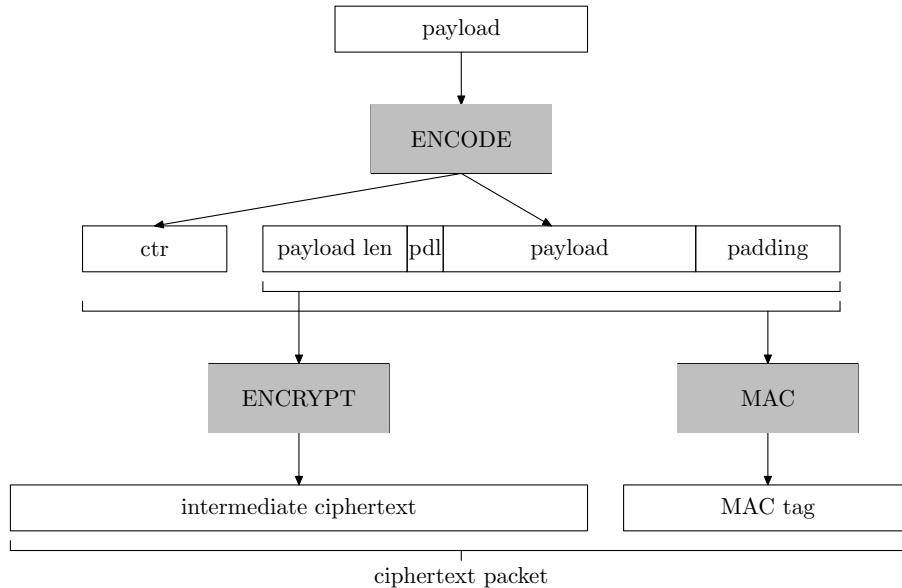 payload
ENCODE
ctr
payload len
pdl
payload
padding
ENCRYPT
MAC
intermediate ciphertext
MAC tag
ciphertext packet